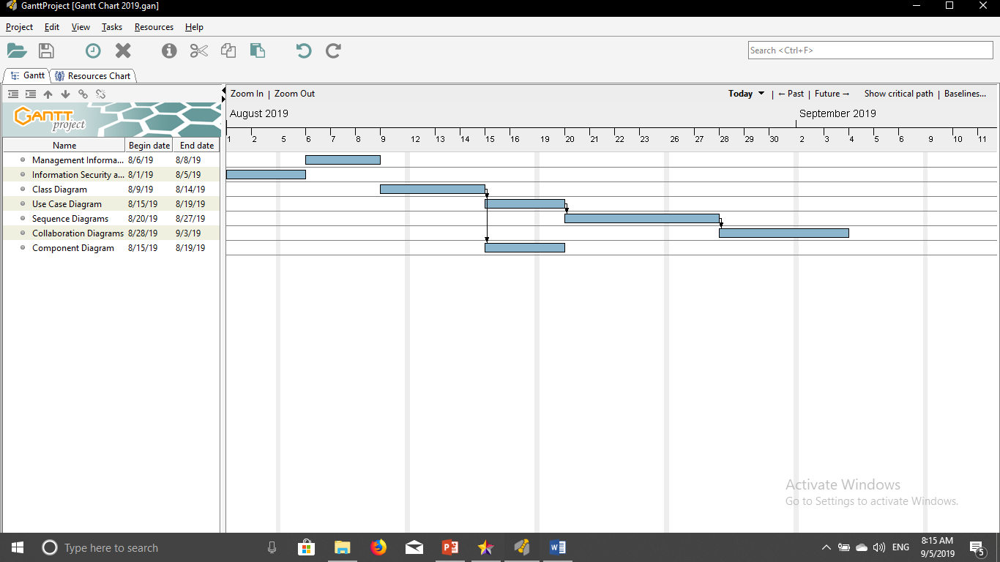 GanttProject [Gantt Chart 2019.gan]
Project Edit View Tasks Resources Help
Search <Ctrl+F>
Gantt Resources Chart
Zoom In | Zoom Out Today | ←Past | Future→ Show critical path | Baselines...
GANTT project
August 2019 September 2019
1 2 5 6 7 8 9 12 13 14 15 16 19 20 21 22 23 26 27 28 29 30 2 3 4 5 6 9 10 11
Name Begin date End date
Management Informa... 8/6/19 8/8/19
Information Security a... 8/1/19 8/5/19
Class Diagram 8/9/19 8/14/19
Use Case Diagram 8/15/19 8/19/19
Sequence Diagrams 8/20/19 8/27/19
Collaboration Diagrams 8/28/19 9/3/19
Component Diagram 8/15/19 8/19/19
Activate Windows
Go to Settings to activate Windows.
Type here to search ENG 8:15 AM
9/5/2019 5